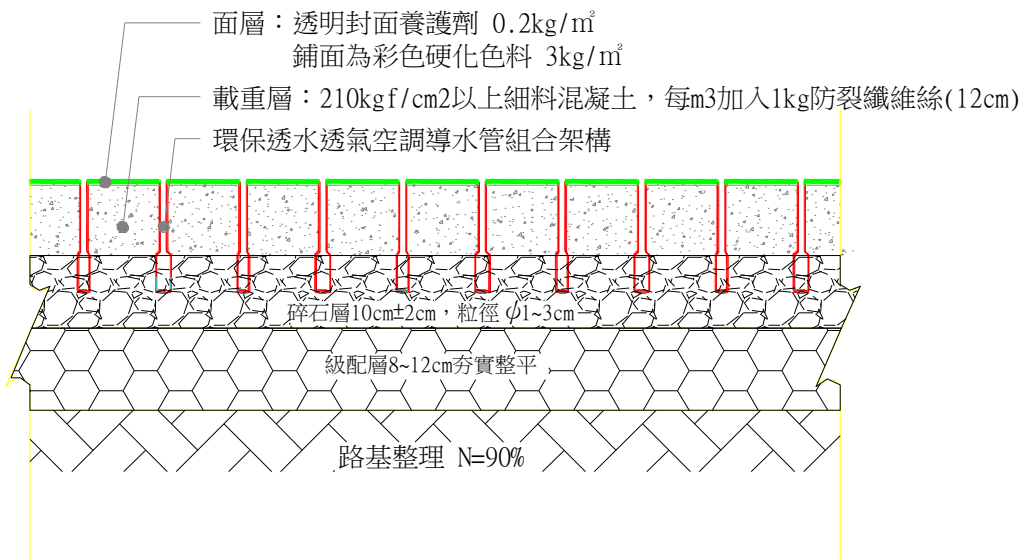 面層：透明封面養護劑 0.2kg/㎡
鋪面為彩色硬化色料 3kg/㎡
載重層：210kgf/cm2以上細料混凝土，每m3加入1kg防裂纖維絲(12cm)
環保透水透氣空調導水管組合架構
碎石層10cm±2cm，粒徑 ψ1~3cm
級配層8~12cm夯實整平
路基整理 N=90%